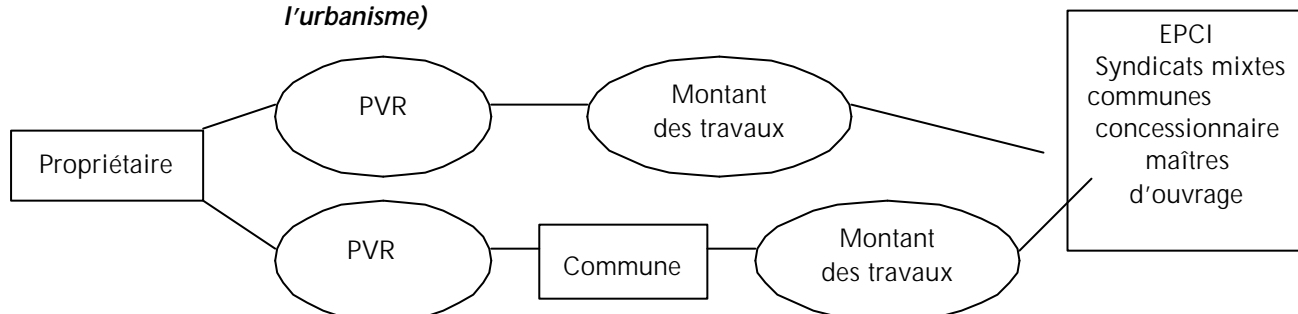 l'urbanisme)
PVR
Montant
des travaux
Propriétaire
PVR
Commune
Montant
des travaux
EPCI
Syndicats mixtes
communes
concessionnaire
maîtres
d'ouvrage